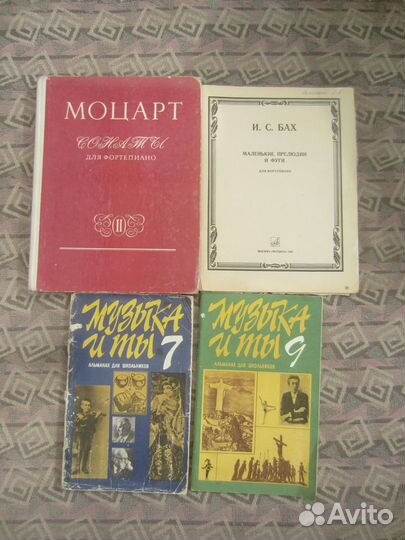 МОЦАРТ
СОНАТЫ
ДЛЯ ФОРТЕПИАНО
II
И. С. БАХ
МАЛЕНЬКИЕ ПРЕЛЮДИИ
И ФУГИ
ДЛЯ ФОРТЕПИАНО
МУЗЫКА
И ТЫ 7
АЛЬМАНАХ ДЛЯ ШКОЛЬНИКОВ
МУЗЫКА
И ТЫ 9
АЛЬМАНАХ ДЛЯ ШКОЛЬНИКОВ
Avito